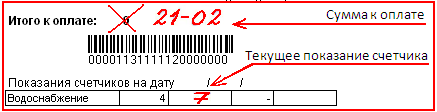 Итого к оплате: 0 21-02 Сумма к оплате
00001131111120000000
Текущее показание счетчика
Показания счетчиков на дату / /
Водоснабжение 4 7 -